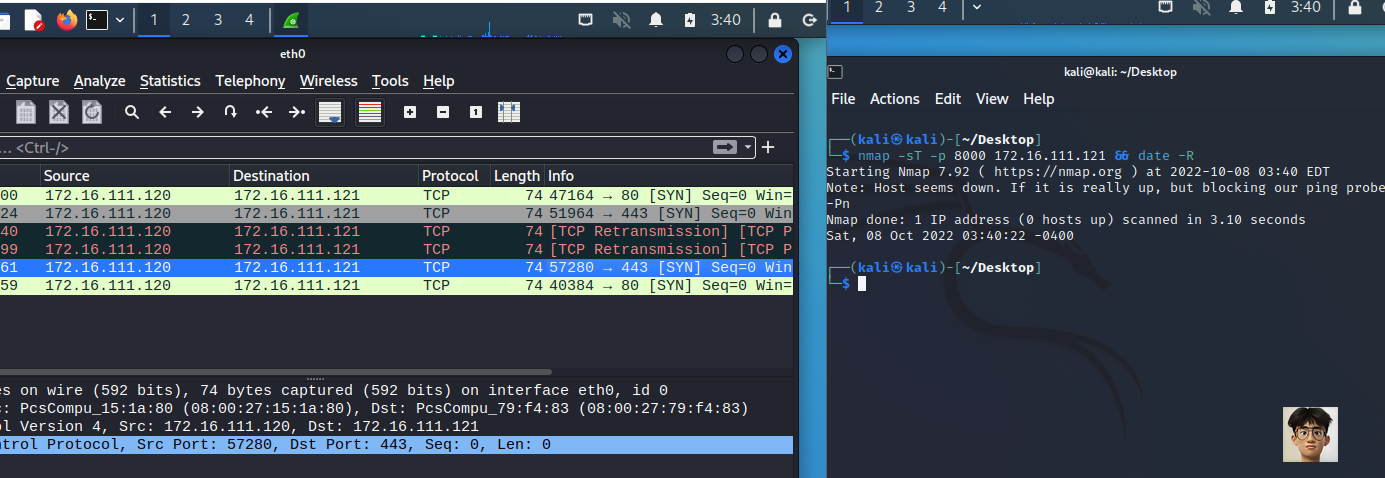 1 2 3 4 3:40
eth0
Capture Analyze Statistics Telephony Wireless Tools Help
... <Ctrl-/>
Source Destination Protocol Length Info
00 172.16.111.120 172.16.111.121 TCP 74 47164 → 80 [SYN] Seq=0 Win=
24 172.16.111.120 172.16.111.121 TCP 74 51964 → 443 [SYN] Seq=0 Win
40 172.16.111.120 172.16.111.121 TCP 74 [TCP Retransmission] [TCP P
99 172.16.111.120 172.16.111.121 TCP 74 [TCP Retransmission] [TCP P
61 172.16.111.120 172.16.111.121 TCP 74 57280 → 443 [SYN] Seq=0 Win
59 172.16.111.120 172.16.111.121 TCP 74 40384 → 80 [SYN] Seq=0 Win=
es on wire (592 bits), 74 bytes captured (592 bits) on interface eth0, id 0
: PcsCompu_15:1a:80 (08:00:27:15:1a:80), Dst: PcsCompu_79:f4:83 (08:00:27:79:f4:83)
ol Version 4, Src: 172.16.111.120, Dst: 172.16.111.121
ntrol Protocol, Src Port: 57280, Dst Port: 443, Seq: 0, Len: 0
1 2 3 4 3:40
kali@kali: ~/Desktop
File Actions Edit View Help
┌──(kali㉿kali)-[~/Desktop]
└─$ nmap -sT -p 8000 172.16.111.121 && date -R
Starting Nmap 7.92 ( https://nmap.org ) at 2022-10-08 03:40 EDT
Note: Host seems down. If it is really up, but blocking our ping probe
-Pn
Nmap done: 1 IP address (0 hosts up) scanned in 3.10 seconds
Sat, 08 Oct 2022 03:40:22 -0400
┌──(kali㉿kali)-[~/Desktop]
└─$